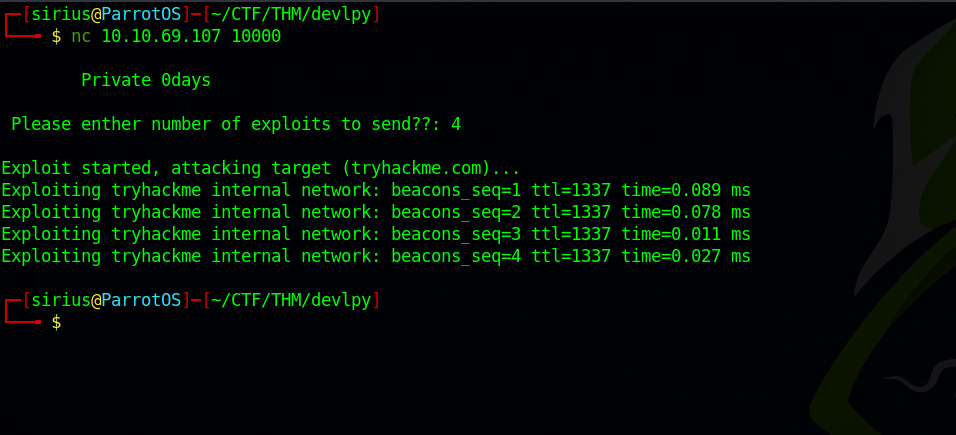 ┌─[sirius@ParrotOS]─[~/CTF/THM/devlpy]
└──╼ $ nc 10.10.69.107 10000
Private 0days
Please enther number of exploits to send??: 4
Exploit started, attacking target (tryhackme.com)...
Exploiting tryhackme internal network: beacons_seq=1 ttl=1337 time=0.089 ms
Exploiting tryhackme internal network: beacons_seq=2 ttl=1337 time=0.078 ms
Exploiting tryhackme internal network: beacons_seq=3 ttl=1337 time=0.011 ms
Exploiting tryhackme internal network: beacons_seq=4 ttl=1337 time=0.027 ms
┌─[sirius@ParrotOS]─[~/CTF/THM/devlpy]
└──╼ $